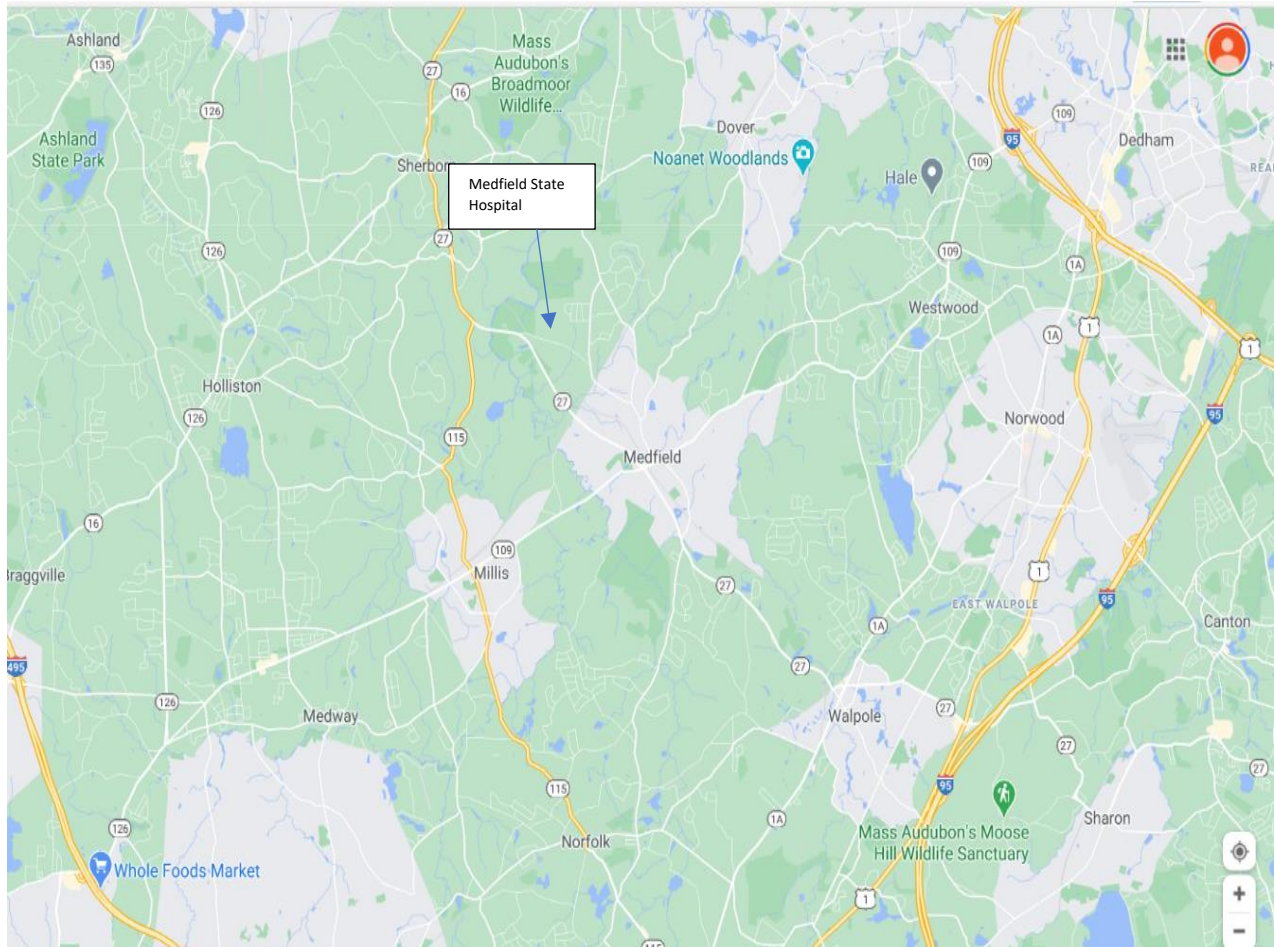 Ashland
135
Mass
Audubon's
Broadmoor
Wildlife...
27
16
126
Ashland
State Park
Sherborn
Medfield State
Hospital
Dover
Noanet Woodlands
Hale
109
109
95
Dedham
126
27
109
1A
Westwood
1
1A
1
Holliston
126
27
115
Medfield
Norwood
95
16
109
Millis
Braggville
27
1
EAST WALPOLE
95
1A
Canton
495
126
Medway
27
Walpole
27
27
27
115
95
1A
Norfolk
Mass Audubon's Moose
Hill Wildlife Sanctuary
Sharon
126
Whole Foods Market
1
115
+
−